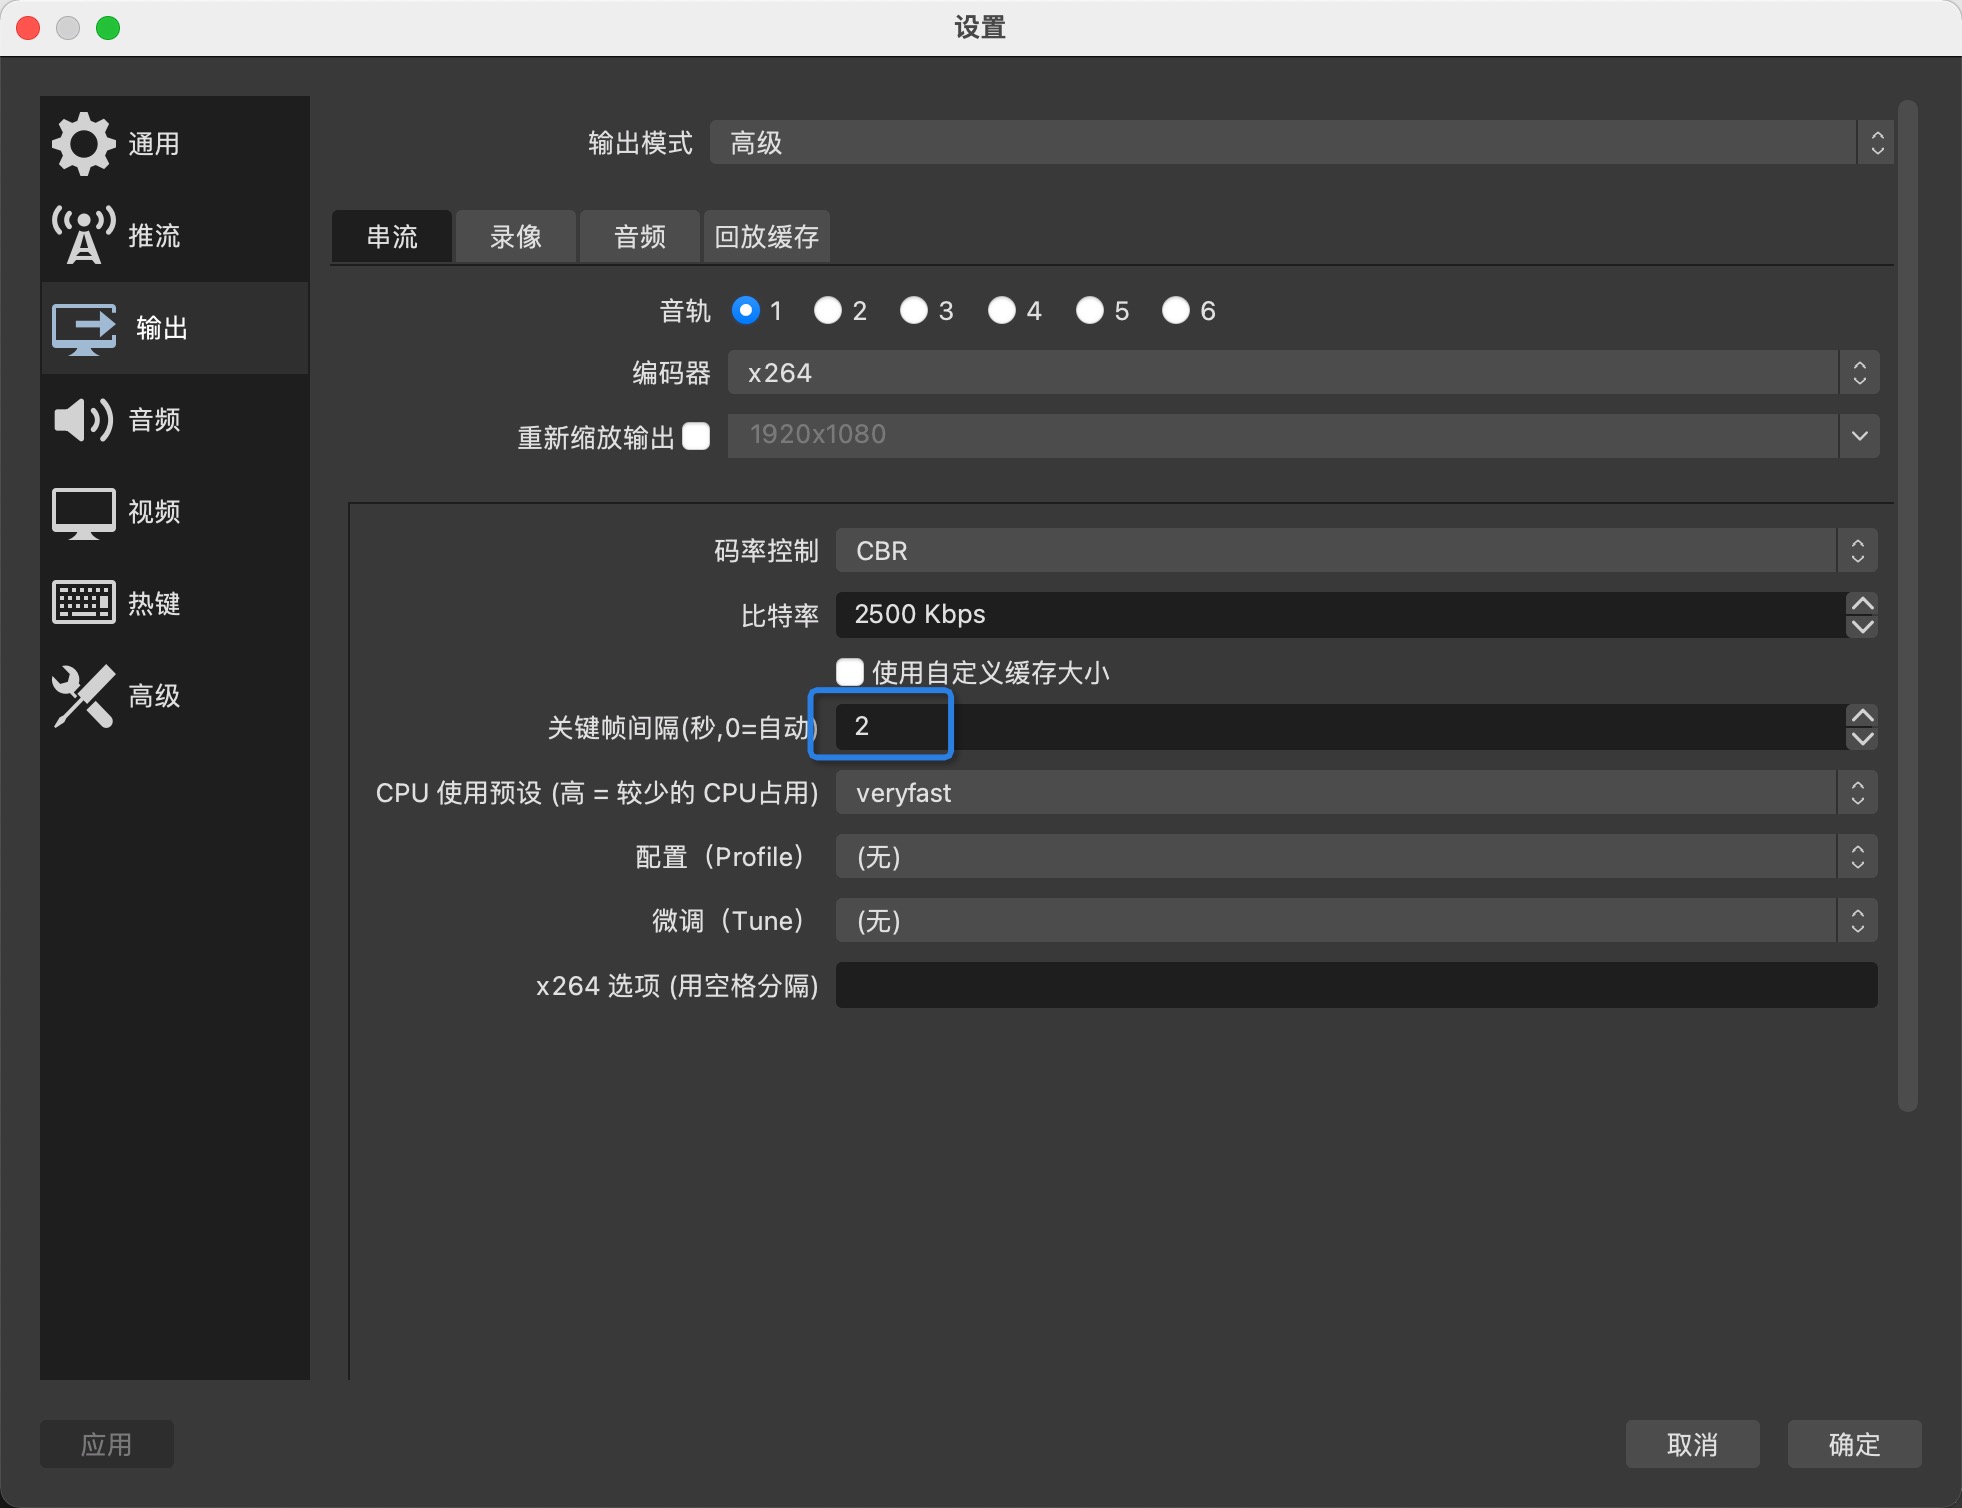 设置
通用
推流
输出
音频
视频
热键
高级
输出模式 高级
串流 录像 音频 回放缓存
音轨 1 2 3 4 5 6
编码器 x264
重新缩放输出 1920x1080
码率控制 CBR
比特率 2500 Kbps
使用自定义缓存大小
关键帧间隔(秒,0=自动) 2
CPU 使用预设 (高 = 较少的 CPU占用) veryfast
配置（Profile） (无)
微调（Tune） (无)
x264 选项 (用空格分隔)
应用 取消 确定